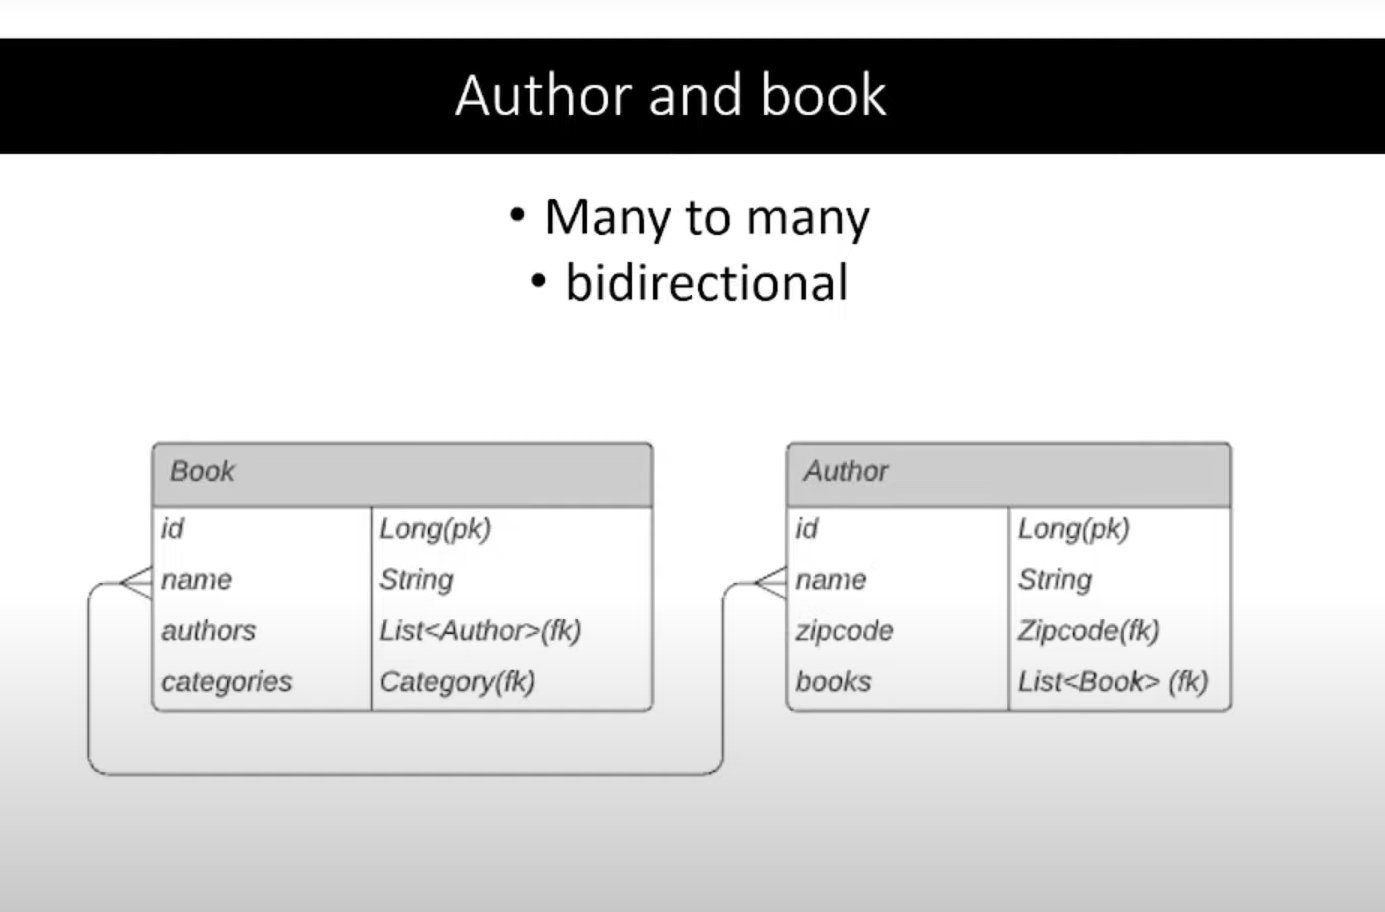 Author and book
• Many to many
• bidirectional
Book
id Long(pk)
name String
authors List<Author>(fk)
categories Category(fk)
Author
id Long(pk)
name String
zipcode Zipcode(fk)
books List<Book> (fk)